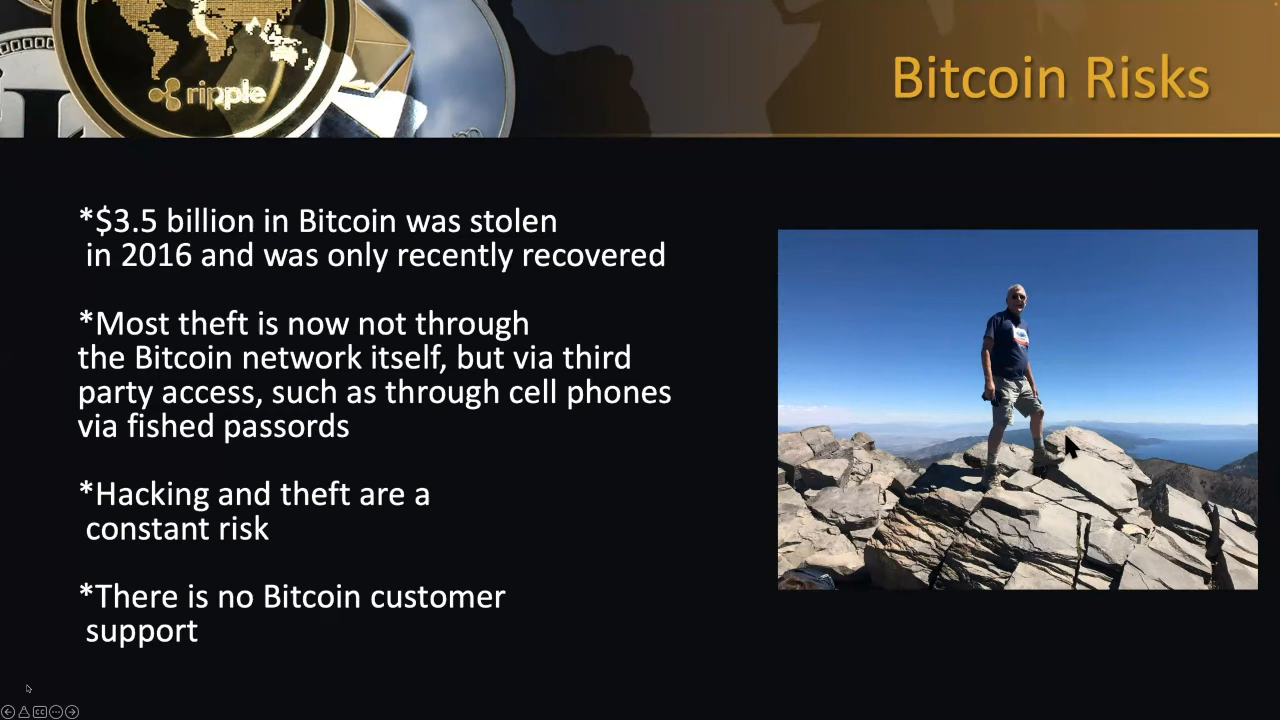 ripple
Bitcoin Risks
*$3.5 billion in Bitcoin was stolen
in 2016 and was only recently recovered
*Most theft is now not through
the Bitcoin network itself, but via third
party access, such as through cell phones
via fished passords
*Hacking and theft are a
constant risk
*There is no Bitcoin customer
support
CC